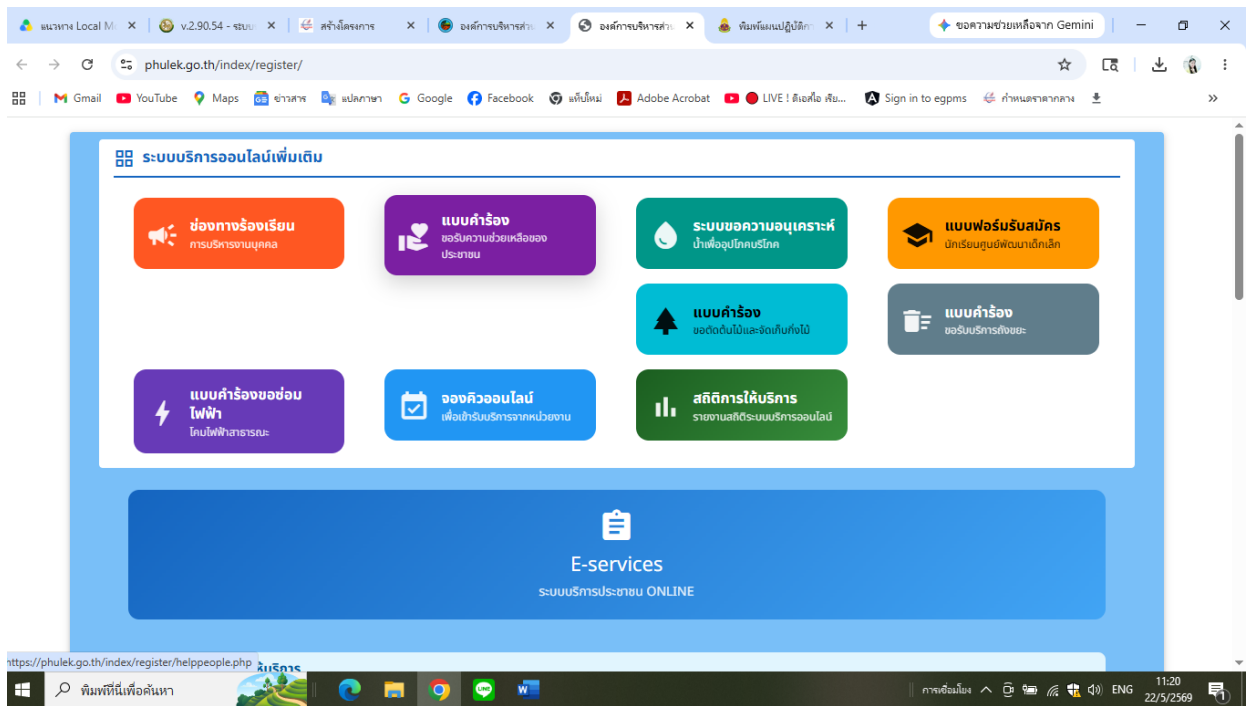 แนวทาง Local M
v.2.90.54 - ระบบ
สร้างโครงการ
องค์การบริหารส่วน
องค์การบริหารส่วน
พิมพ์แผนปฏิบัติกา
ขอความช่วยเหลือจาก Gemini
phulek.go.th/index/register/
Gmail
YouTube
Maps
ข่าวสาร
แปลภาษา
Google
Facebook
แท็บใหม่
Adobe Acrobat
LIVE ! ดีเอสไอ เรีย...
Sign in to egpms
กำหนดราคากลาง
ระบบบริการออนไลน์เพิ่มเติม
ช่องทางร้องเรียน
การบริหารงานบุคคล
แบบคำร้อง
ขอรับความช่วยเหลือของ
ประชาชน
ระบบขอความอนุเคราะห์
น้ำเพื่ออุปโภคบริโภค
แบบฟอร์มรับสมัคร
นักเรียนศูนย์พัฒนาเด็กเล็ก
แบบคำร้อง
ขอตัดต้นไม้และจัดเก็บกิ่งไม้
แบบคำร้อง
ขอรับบริการถังขยะ
แบบคำร้องขอซ่อม
ไฟฟ้า
โคมไฟฟ้าสาธารณะ
จองคิวออนไลน์
เพื่อเข้ารับบริการจากหน่วยงาน
สถิติการให้บริการ
รายงานสถิติระบบบริการออนไลน์
E-services
ระบบบริการประชาชน ONLINE
https://phulek.go.th/index/register/helppeople.php
พิมพ์ที่นี่เพื่อค้นหา
การเชื่อมโยง
ENG
11:20
22/5/2569